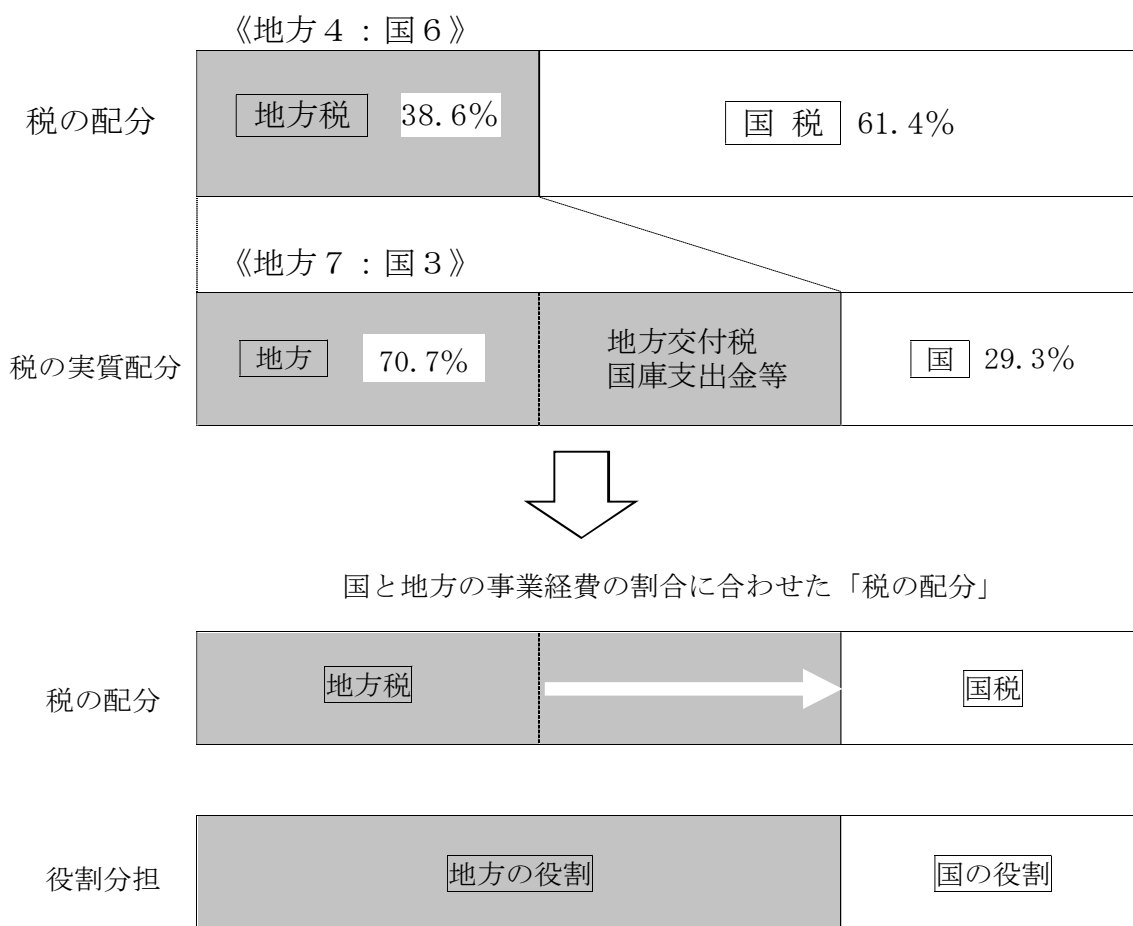 《地方４：国６》
税の配分
地方税 38.6%
国 税 61.4%
《地方７：国３》
税の実質配分
地方 70.7%
地方交付税
国庫支出金等
国 29.3%
国と地方の事業経費の割合に合わせた「税の配分」
税の配分
地方税
国税
役割分担
地方の役割
国の役割